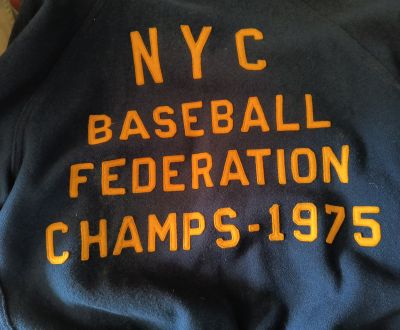 NYC
BASEBALL
FEDERATION
CHAMPS-1975